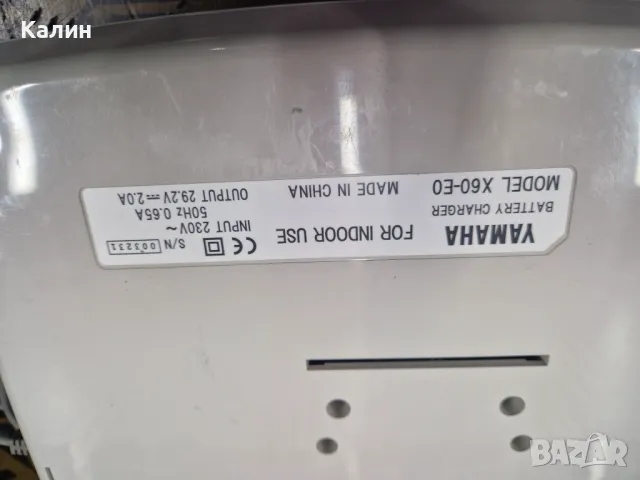 Калин
YAMAHA
BATTERY CHARGER
MODEL X60-E0
FOR INDOOR USE
MADE IN CHINA
CE S/N 003231
INPUT 230V~
50Hz 0.65A
OUTPUT 29.2V⎓2.0A
BAZAR